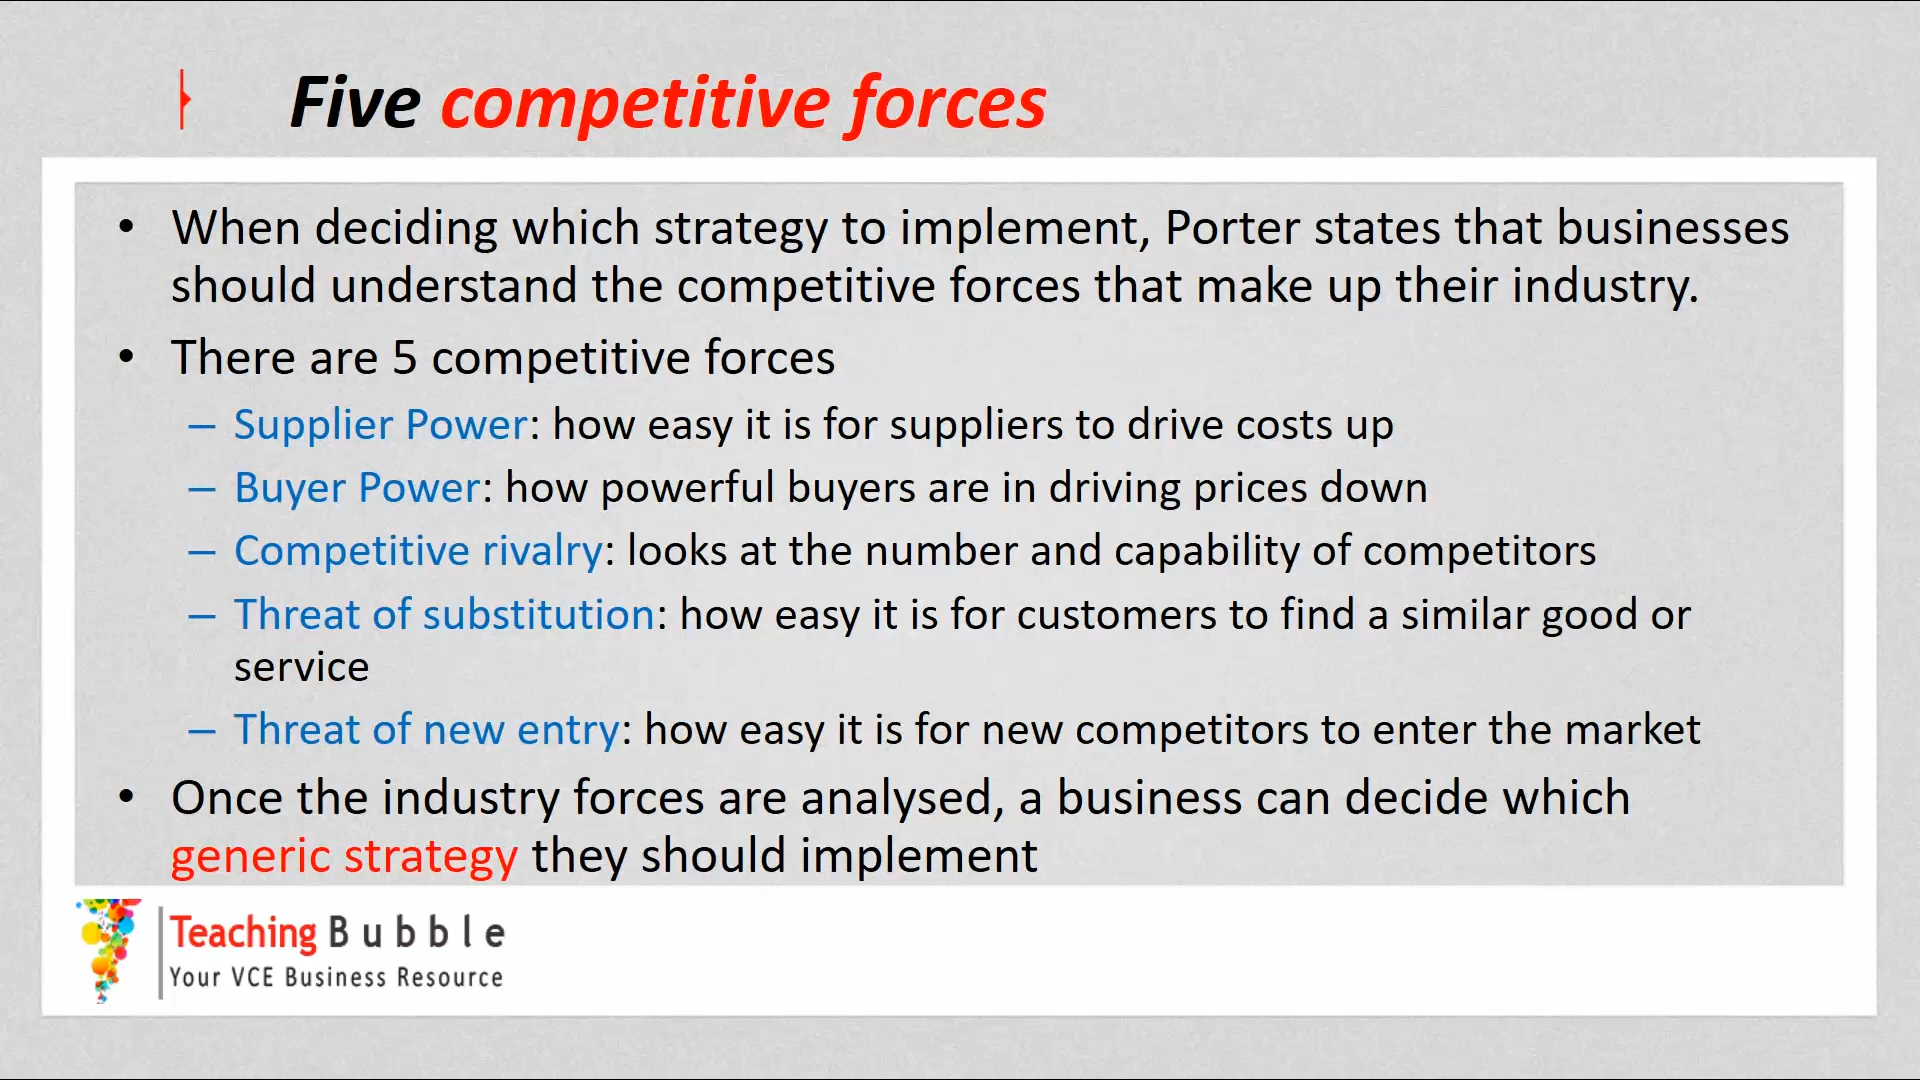 Five competitive forces
• When deciding which strategy to implement, Porter states that businesses
should understand the competitive forces that make up their industry.
• There are 5 competitive forces
– Supplier Power: how easy it is for suppliers to drive costs up
– Buyer Power: how powerful buyers are in driving prices down
– Competitive rivalry: looks at the number and capability of competitors
– Threat of substitution: how easy it is for customers to find a similar good or
service
– Threat of new entry: how easy it is for new competitors to enter the market
• Once the industry forces are analysed, a business can decide which
generic strategy they should implement
Teaching Bubble
Your VCE Business Resource